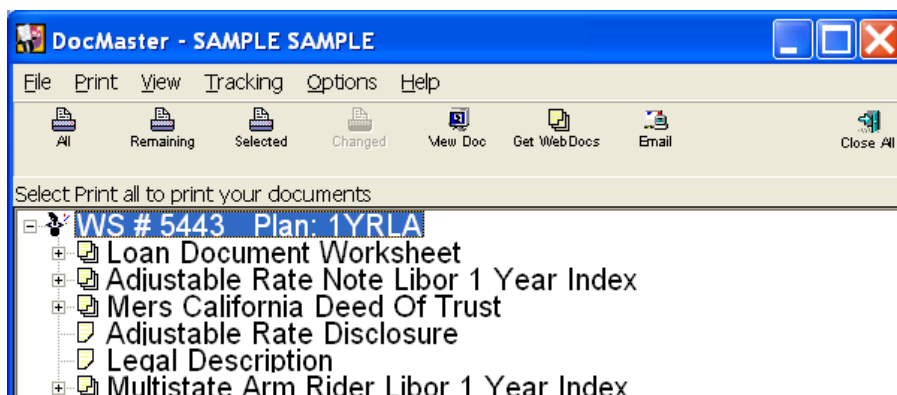 DocMaster - SAMPLE SAMPLE
File Print View Tracking Options Help
All Remaining Selected Changed View Doc Get WebDocs Email Close All
Select Print all to print your documents
WS # 5443 Plan: 1YRLA
Loan Document Worksheet
Adjustable Rate Note Libor 1 Year Index
Mers California Deed Of Trust
Adjustable Rate Disclosure
Legal Description
Multistate Arm Rider Libor 1 Year Index